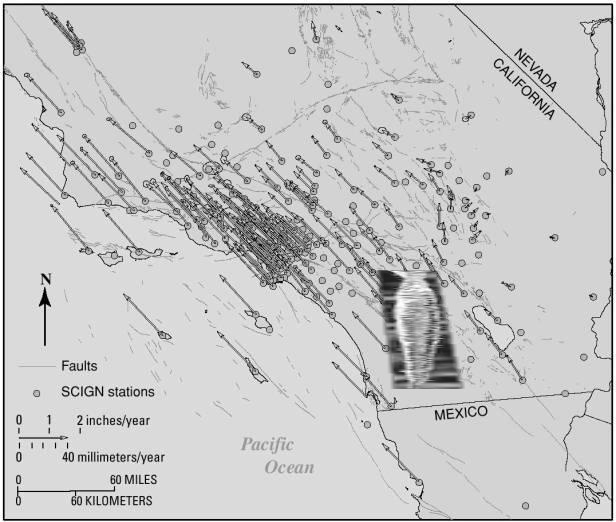 NEVADA
CALIFORNIA
N
Faults
SCIGN stations
0 1 2 inches/year
0 40 millimeters/year
0 60 MILES
0 60 KILOMETERS
MEXICO
Pacific
Ocean